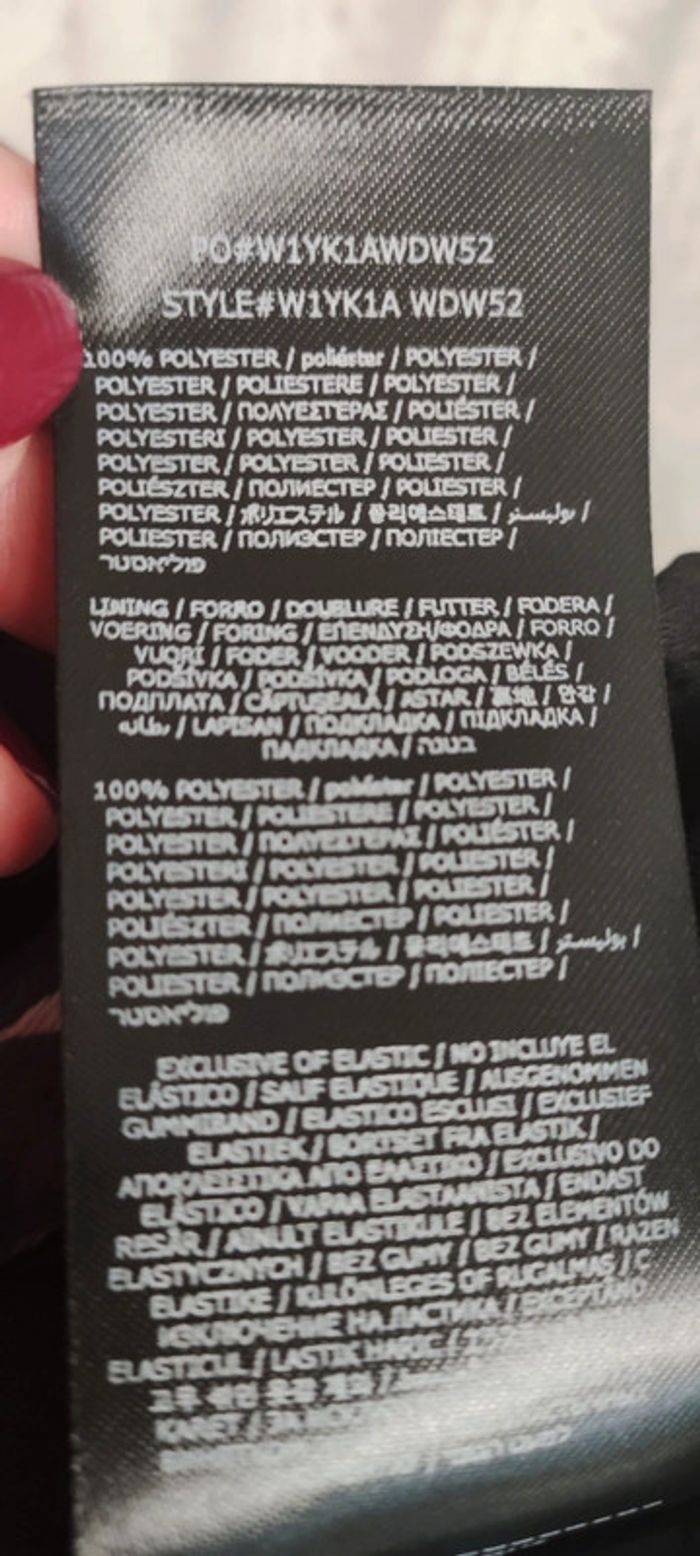 PO#W1YK1AWDW52
STYLE#W1YK1A WDW52
100% POLYESTER / poliéster / POLYESTER /
POLYESTER / POLIESTERE / POLYESTER /
POLYESTER / ΠΟΛΥΕΣΤΕΡΑΣ / POLIÉSTER /
POLYESTERI / POLYESTER / POLIESTER /
POLYESTER / POLYESTER / POLIESTER /
POLIÉSZTER / ПОЛИЕСТЕР / POLIESTER /
POLYESTER / ポリエステル / 폴리에스테르 / بوليستر /
POLIESTER / ПОЛИЭСТЕР / ПОЛІЕСТЕР /
פוליאסטר
LINING / FORRO / DOUBLURE / FUTTER / FODERA /
VOERING / FORING / ΕΠΕΝΔΥΣΗ/ΦΟΔΡΑ / FORRO /
VUORI / FODER / VOODER / PODSZEWKA /
PODŠÍVKA / PODŠÍVKA / PODLOGA / BÉLÉS /
ПОДПЛАТА / CĂPTUŞEALĂ / ASTAR / 裏地 / 안감 /
بطانه / LAPISAN / ПОДКЛАДКА / ПІДКЛАДКА /
ПАДКЛАДКА / בטנה
100% POLYESTER / poliéster / POLYESTER /
POLYESTER / POLIESTERE / POLYESTER /
POLYESTER / ΠΟΛΥΕΣΤΕΡΑΣ / POLIÉSTER /
POLYESTERI / POLYESTER / POLIESTER /
POLYESTER / POLYESTER / POLIESTER /
POLIÉSZTER / ПОЛИЕСТЕР / POLIESTER /
POLYESTER / ポリエステル / 폴리에스테르 / بوليستر /
POLIESTER / ПОЛИЭСТЕР / ПОЛІЕСТЕР /
פוליאסטר
EXCLUSIVE OF ELASTIC / NO INCLUYE EL
ELÁSTICO / SAUF ELASTIQUE / AUSGENOMMEN
GUMMIBAND / ELASTICO ESCLUSI / EXCLUSIEF
ELASTIEK / BORTSET FRA ELASTIK /
ΑΠΟΚΛΕΙΣΤΙΚΑ ΑΠΟ ΕΛΑΣΤΙΚΟ / EXCLUSIVO DO
ELÁSTICO / VAPAA ELASTAANISTA / ENDAST
RESÅR / AINULT ELASTIKULE / BEZ ELEMENTÓW
ELASTYCZNYCH / BEZ GUMY / BEZ GUMY / RAZEN
ELASTIKE / KÜLÖNLEGES OF RUGALMAS / С
ИЗКЛЮЧЕНИЕ НА ЛАСТИКА / EXCEPTÂND
ELASTICUL / LASTIK HARIÇ /